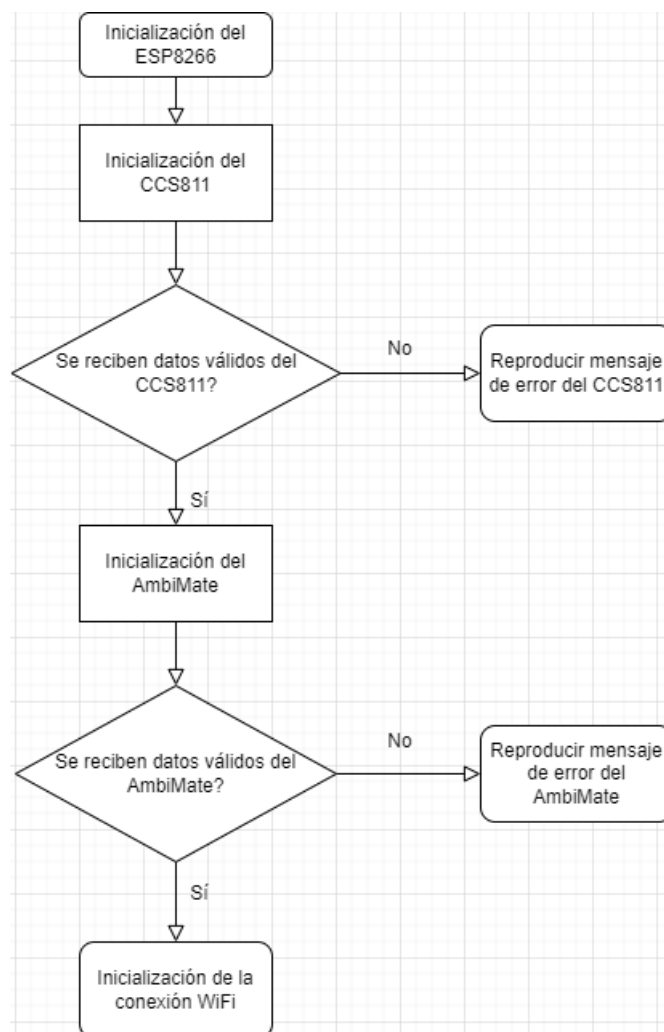 Inicialización del
ESP8266
Inicialización del
CCS811
Se reciben datos válidos del
CCS811?
No
Reproducir mensaje
de error del CCS811
Sí
Inicialización del
AmbiMate
Se reciben datos válidos del
AmbiMate?
No
Reproducir mensaje
de error del
AmbiMate
Sí
Inicialización de la
conexión WiFi